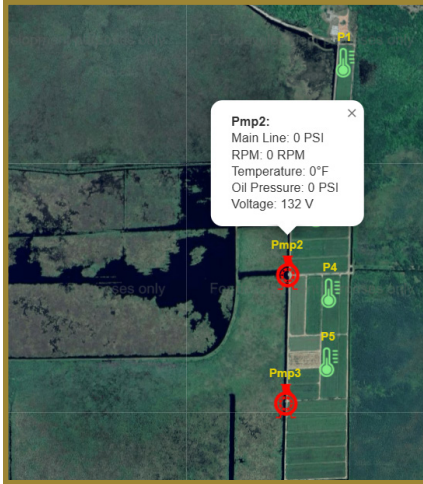 P1
×
Pmp2:
Main Line: 0 PSI
RPM: 0 RPM
Temperature: 0°F
Oil Pressure: 0 PSI
Voltage: 132 V
Pmp2
P4
P5
Pmp3